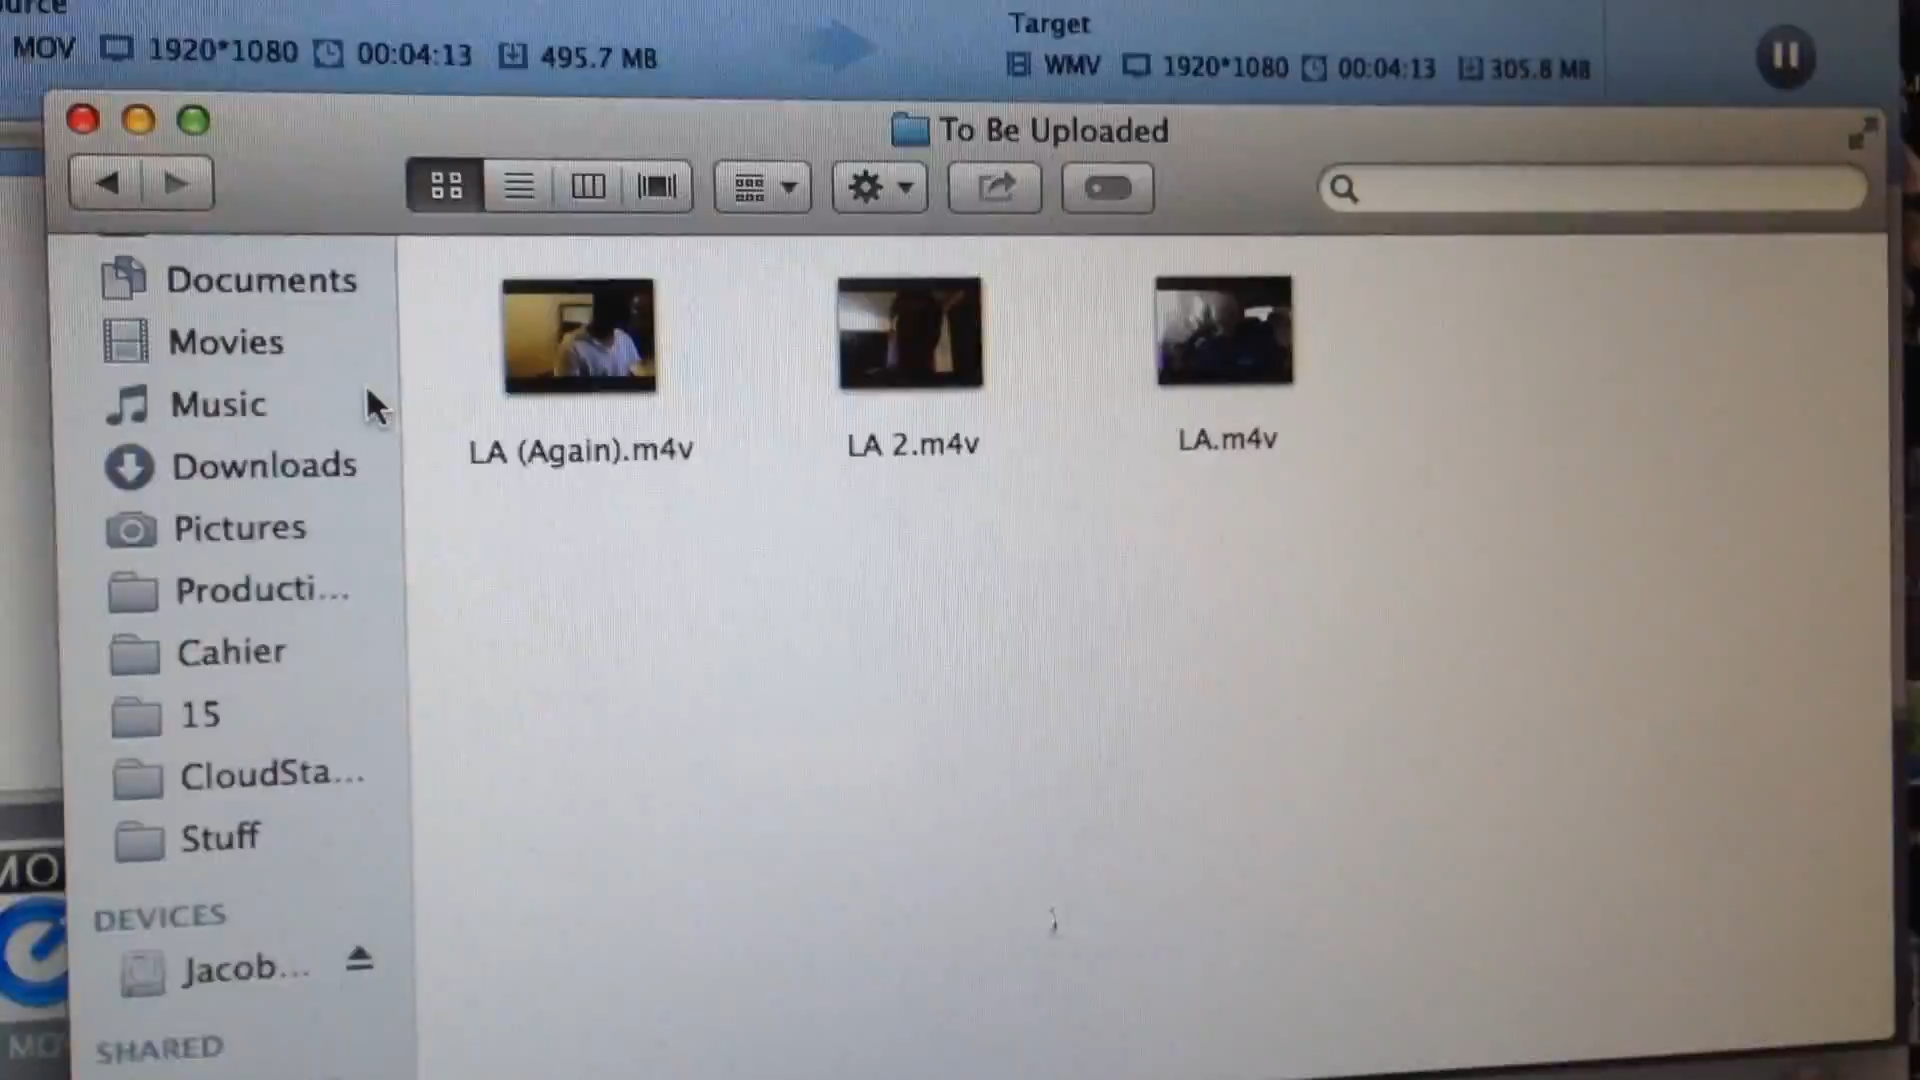 Target
MOV 1920*1080 00:04:13 495.7 MB
WMV 1920*1080 00:04:13 305.8 MB
To Be Uploaded
Documents
Movies
Music
Downloads
Pictures
Producti...
Cahier
15
CloudSta...
Stuff
DEVICES
Jacob...
SHARED
LA (Again).m4v
LA 2.m4v
LA.m4v
MO